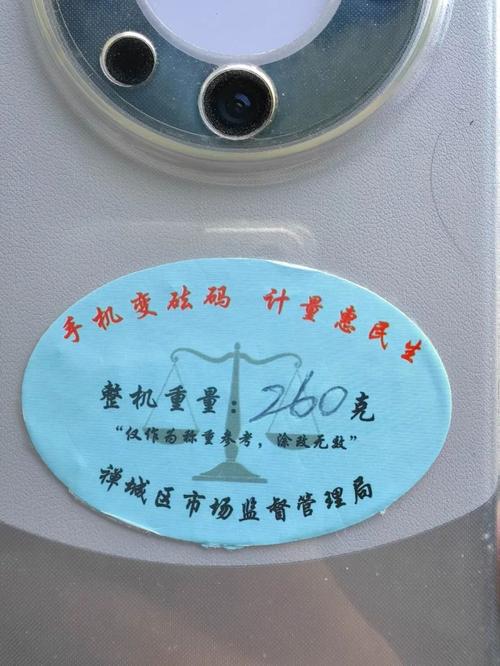 手机变砝码 计量惠民生
整机重量：260克
“仅作为称重参考，涂改无效”
禅城区市场监督管理局